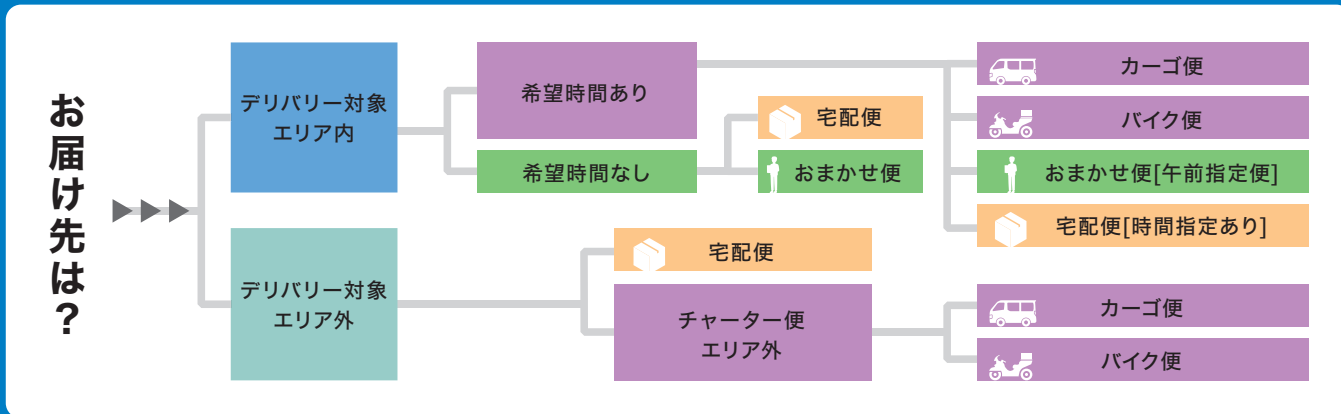 お届け先は？
デリバリー対象
エリア内
希望時間あり
カーゴ便
バイク便
おまかせ便[午前指定便]
宅配便[時間指定あり]
希望時間なし
宅配便
おまかせ便
デリバリー対象
エリア外
宅配便
チャーター便
エリア外
カーゴ便
バイク便